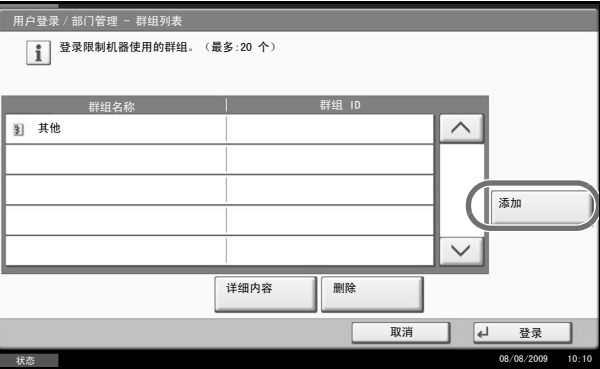 用户登录 / 部门管理 - 群组列表
登录限制机器使用的群组。（最多:20 个）
群组名称 群组 ID
其他
添加
详细内容 删除
取消 登录
状态 08/08/2009 10:10